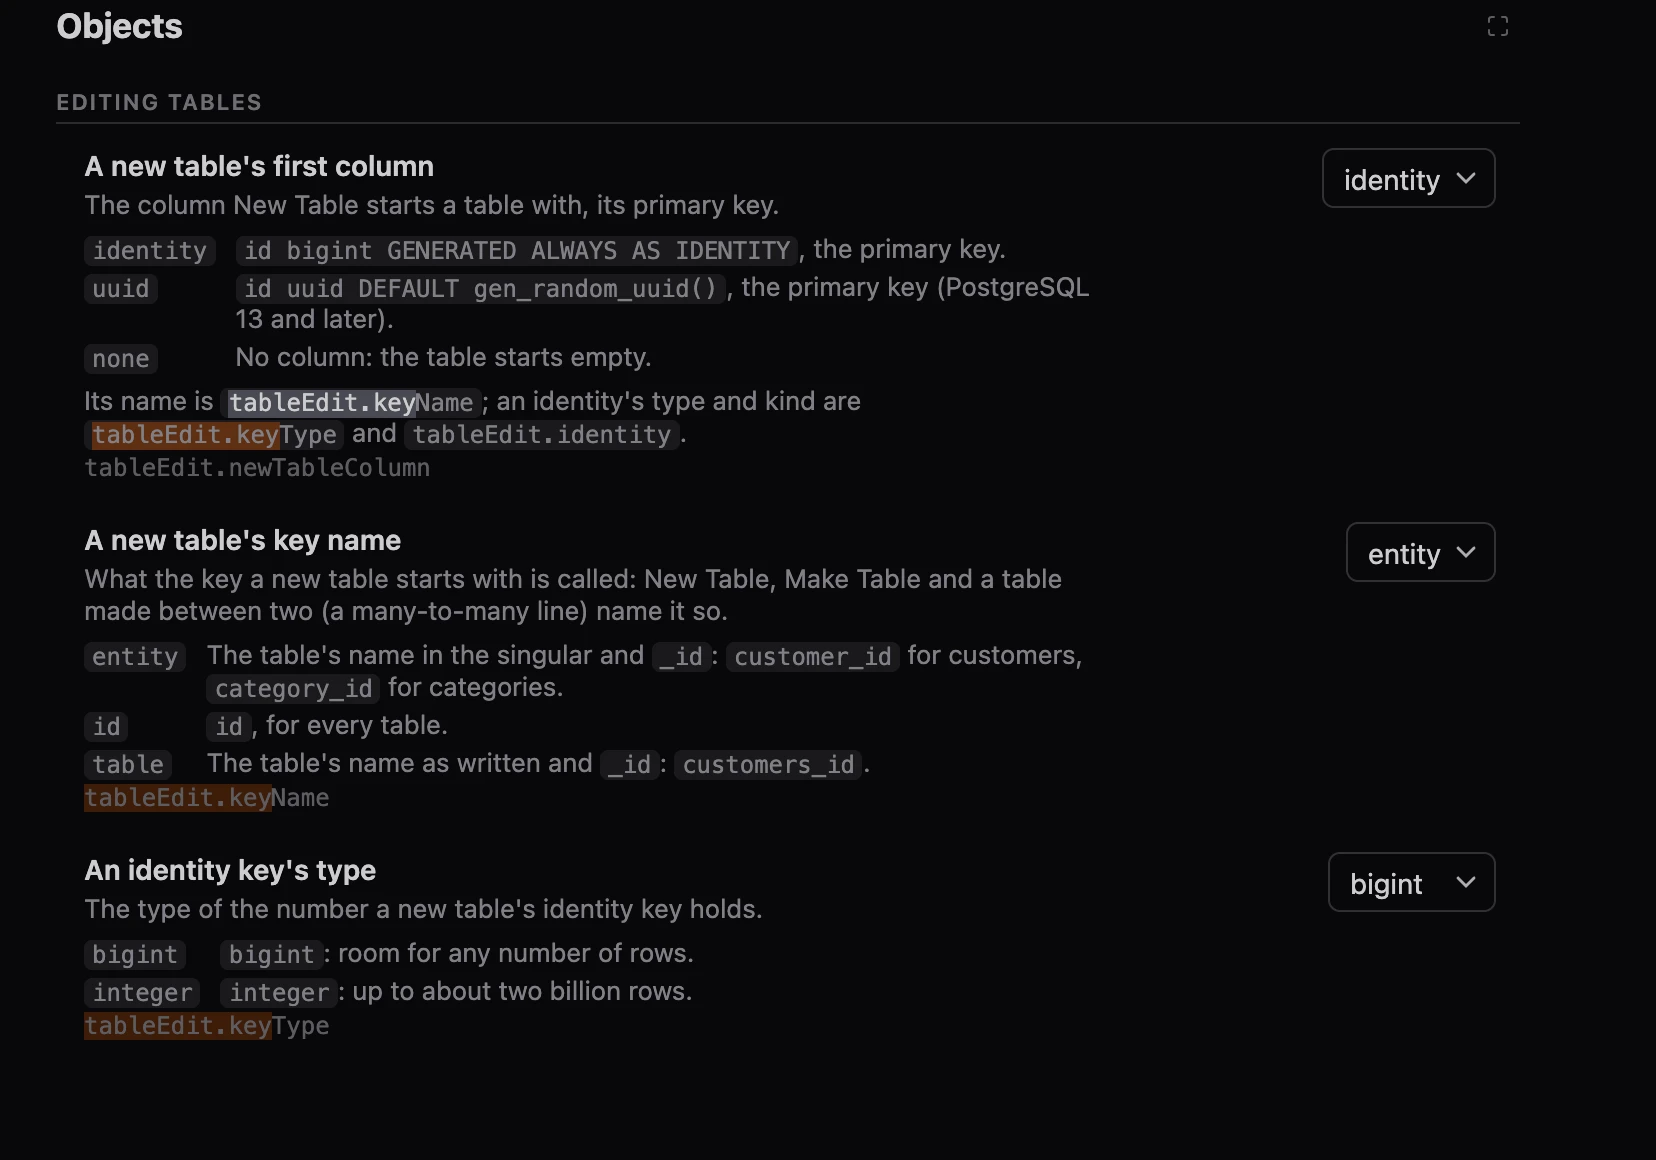 Objects
EDITING TABLES
A new table's first column
identity
The column New Table starts a table with, its primary key.
identity id bigint GENERATED ALWAYS AS IDENTITY, the primary key.
uuid id uuid DEFAULT gen_random_uuid(), the primary key (PostgreSQL
13 and later).
none No column: the table starts empty.
Its name is tableEdit.keyName; an identity's type and kind are
tableEdit.keyType and tableEdit.identity.
tableEdit.newTableColumn
A new table's key name
entity
What the key a new table starts with is called: New Table, Make Table and a table
made between two (a many-to-many line) name it so.
entity The table's name in the singular and _id: customer_id for customers,
category_id for categories.
id id, for every table.
table The table's name as written and _id: customers_id.
tableEdit.keyName
An identity key's type
bigint
The type of the number a new table's identity key holds.
bigint bigint: room for any number of rows.
integer integer: up to about two billion rows.
tableEdit.keyType